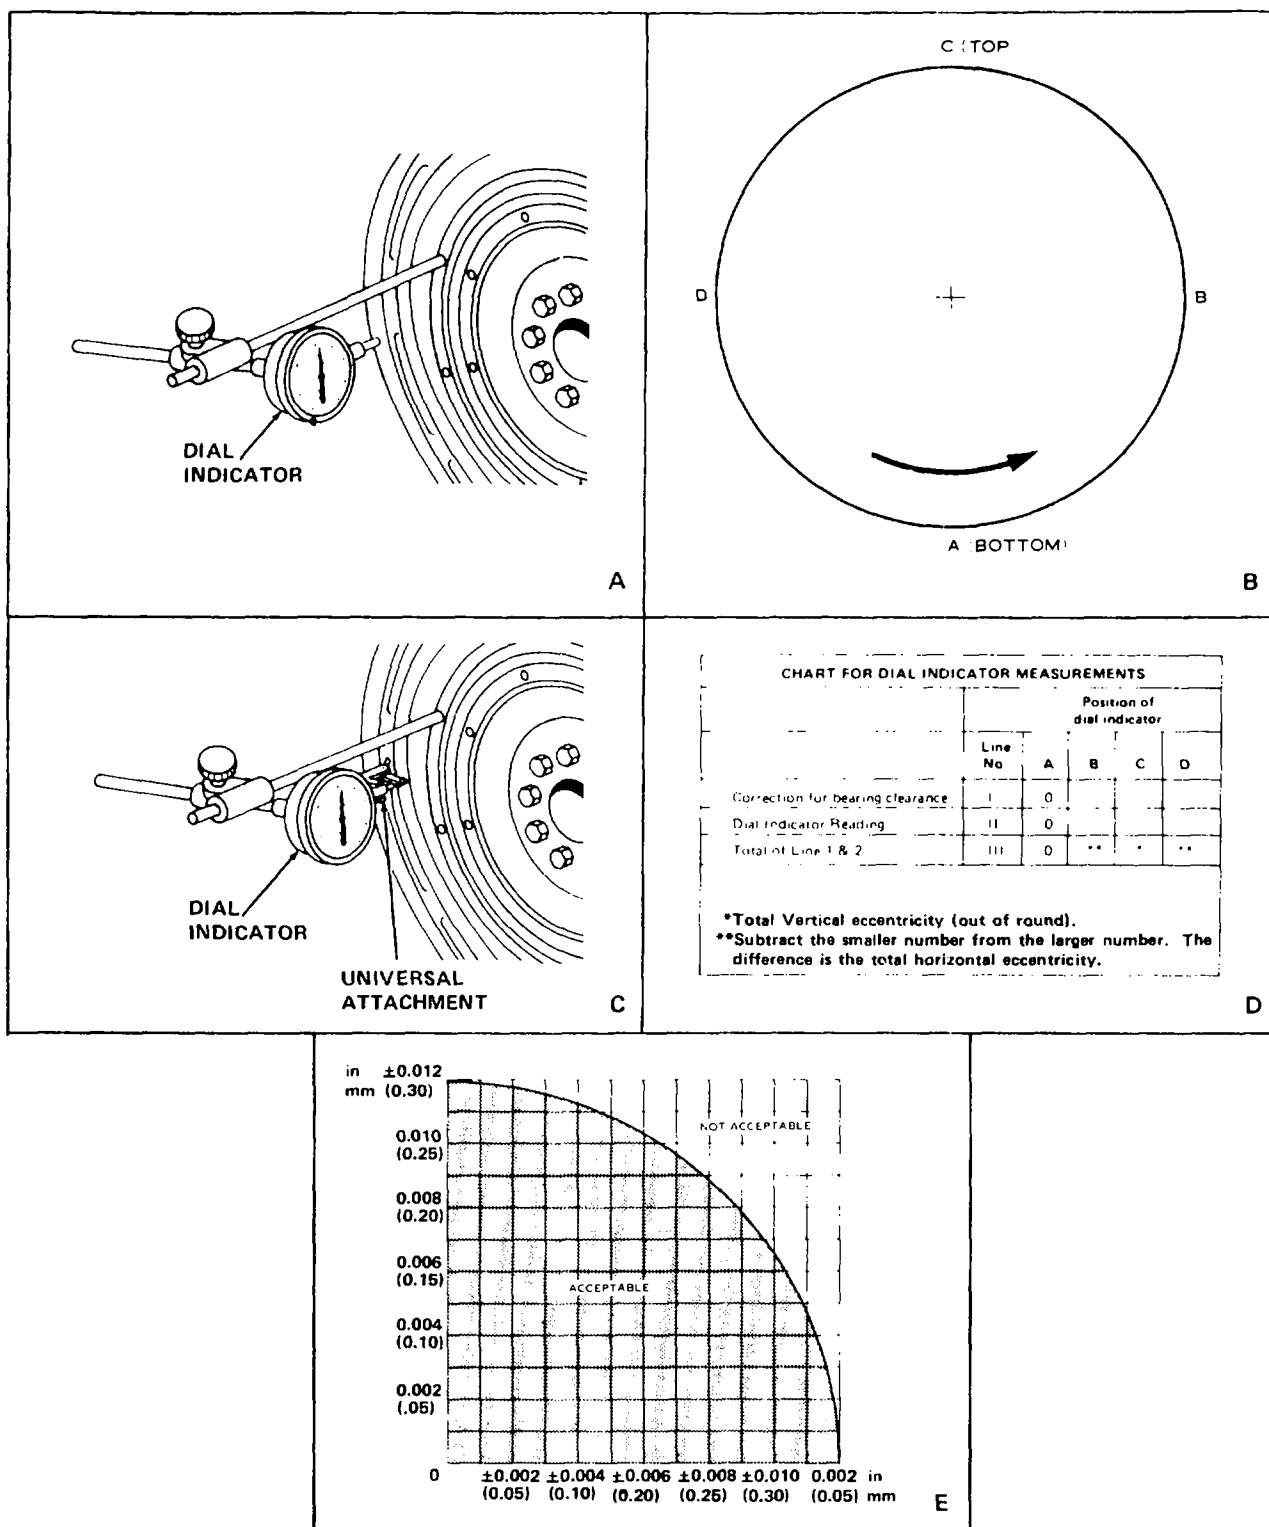 DIAL
INDICATOR
A
C (TOP
D
B
A (BOTTOM)
B
DIAL
INDICATOR
UNIVERSAL
ATTACHMENT
C
CHART FOR DIAL INDICATOR MEASUREMENTS
Position of
dial indicator
Line
No A B C D
Correction for bearing clearance I 0
Dial Indicator Reading II 0
Total of Line 1 & 2 III 0 ** * **
*Total Vertical eccentricity (out of round).
**Subtract the smaller number from the larger number. The
difference is the total horizontal eccentricity.
D
in ±0.012
mm (0.30)
NOT ACCEPTABLE
0.010
(0.25)
0.008
(0.20)
0.006
(0.15)
ACCEPTABLE
0.004
(0.10)
0.002
(.05)
0 ±0.002 ±0.004 ±0.006 ±0.008 ±0.010 0.002 in
(0.05) (0.10) (0.20) (0.25) (0.30) (0.05) mm
E